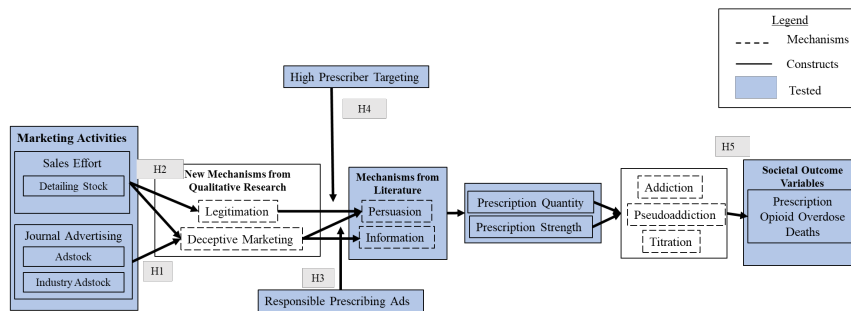 Legend
Mechanisms
Constructs
Tested
High Prescriber Targeting
H4
Marketing Activities
Sales Effort
Detailing Stock
H2
New Mechanisms from
Qualitative Research
Legitimation
Deceptive Marketing
Journal Advertising
Adstock
Industry Adstock
H1
Mechanisms from
Literature
Persuasion
Information
H3
Responsible Prescribing Ads
Prescription Quantity
Prescription Strength
Addiction
Pseudoaddiction
Titration
H5
Societal Outcome
Variables
Prescription
Opioid Overdose
Deaths